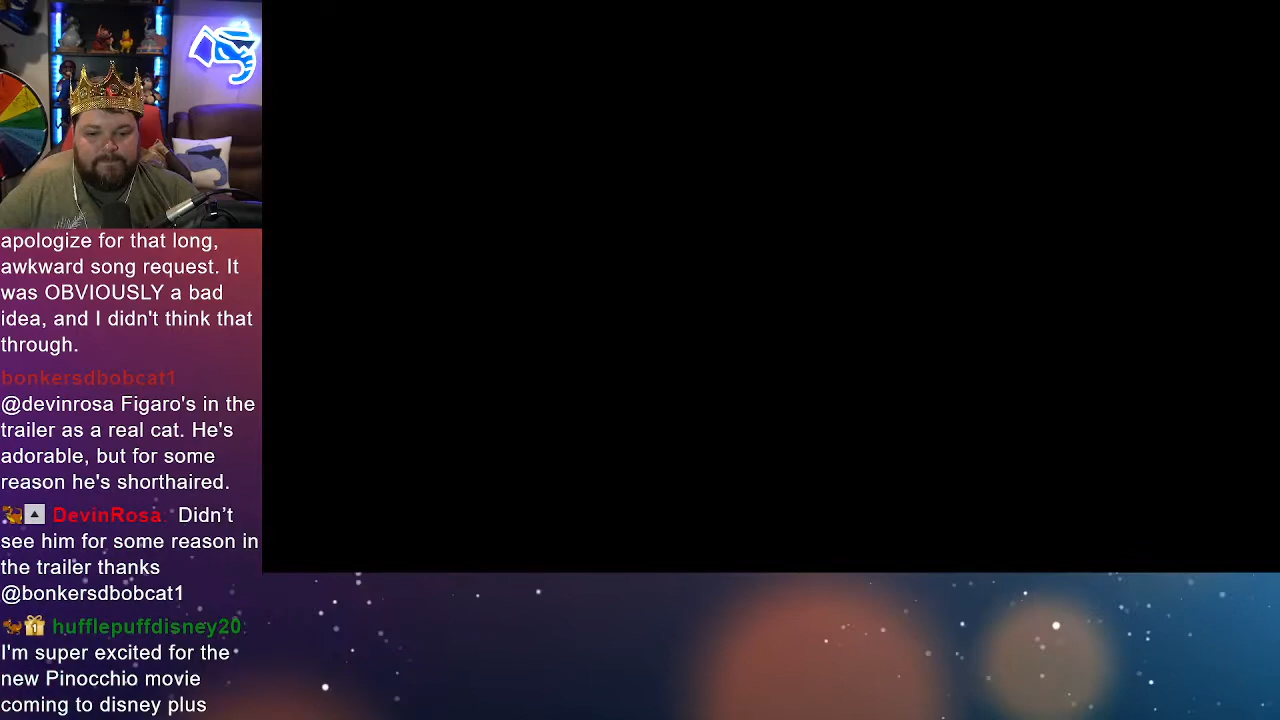 apologize for that long,
awkward song request. It
was OBVIOUSLY a bad
idea, and I didn't think that
through.
bonkersdbobcat1
@devinrosa Figaro's in the
trailer as a real cat. He's
adorable, but for some
reason he's shorthaired.
DevinRosa: Didn’t
see him for some reason in
the trailer thanks
@bonkersdbobcat1
1 hufflepuffdisney20:
I'm super excited for the
new Pinocchio movie
coming to disney plus